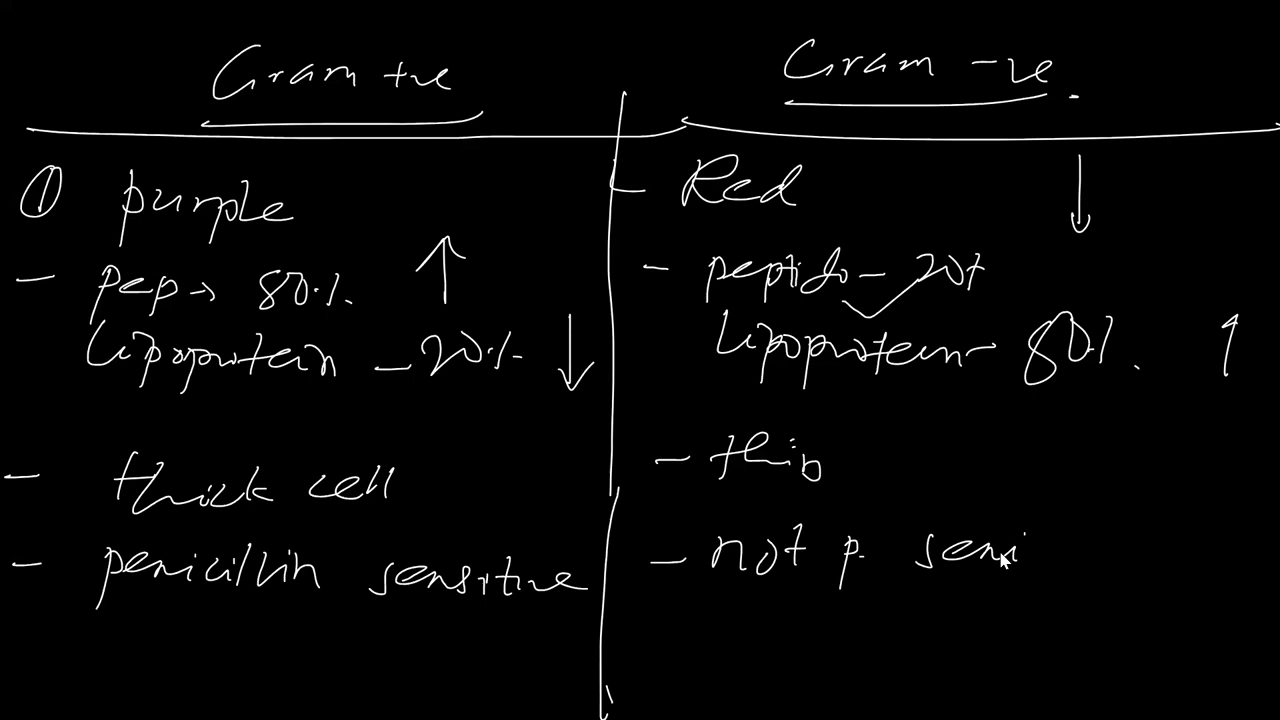 Gram +ve
① purple
- pep → 80%. ↑
Lipoprotein - 20% ↓
- thick cell
- penicillin sensitive
Gram -ve.
- Red ↓
- peptido - 20%
Lipoprotein - 80%. ↑
- thin
- not p. sensi